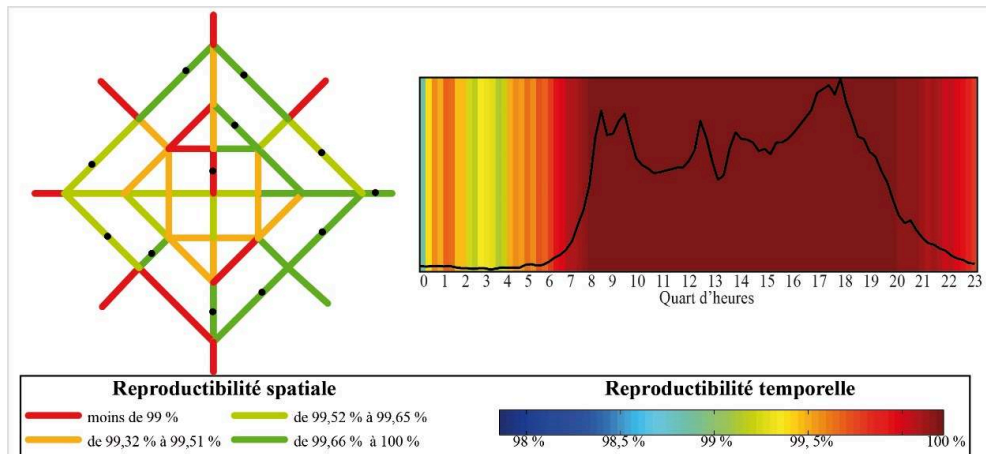 0 1 2 3 4 5 6 7 8 9 10 11 12 13 14 15 16 17 18 19 20 21 22 23
Quart d'heures
Reproductibilité spatiale
moins de 99 %
de 99,52 % à 99,65 %
de 99,32 % à 99,51 %
de 99,66 % à 100 %
Reproductibilité temporelle
98 % 98,5 % 99 % 99, 5% 100 %